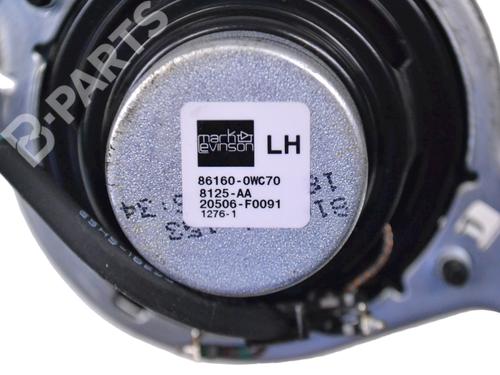 B-PARTS
mark
levinson
LH
86160-0WC70
8125-AA
20506-F0091
1276-1